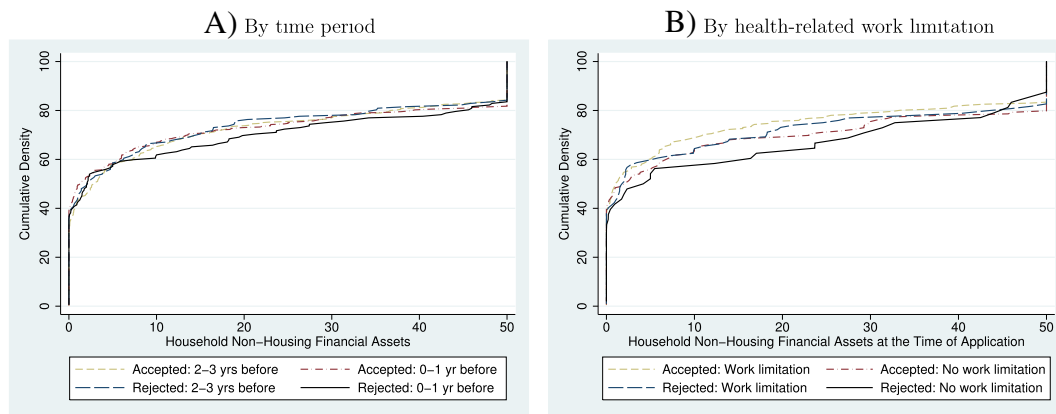 A) By time period
Cumulative Density
100
80
60
40
20
0
0 10 20 30 40 50
Household Non-Housing Financial Assets
Accepted: 2-3 yrs before
Accepted: 0-1 yr before
Rejected: 2-3 yrs before
Rejected: 0-1 yr before
B) By health-related work limitation
Cumulative Density
100
80
60
40
20
0
0 10 20 30 40 50
Household Non-Housing Financial Assets at the Time of Application
Accepted: Work limitation
Accepted: No work limitation
Rejected: Work limitation
Rejected: No work limitation